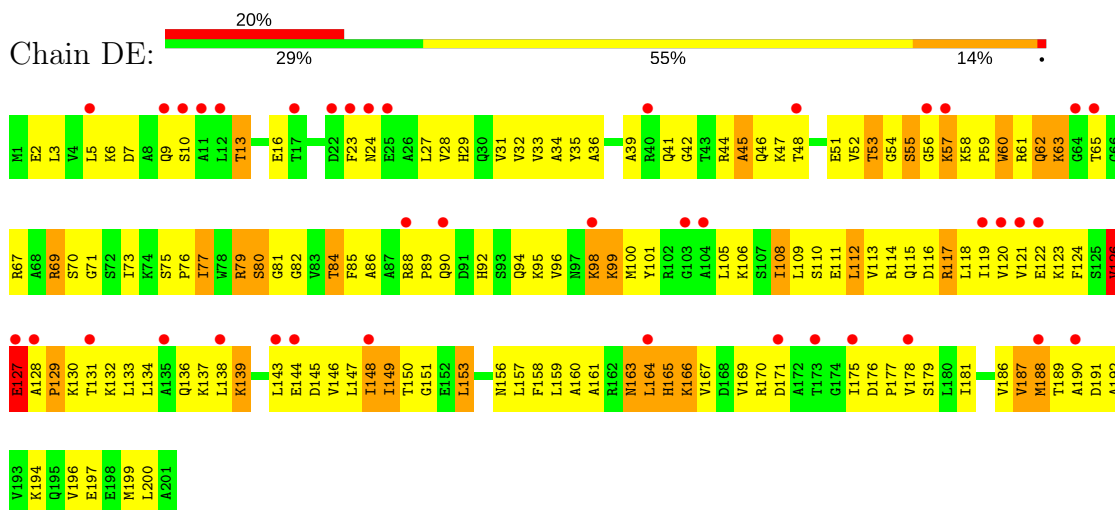 20%
Chain DE:
29% 55% 14% •
M1 E2 L3 V4 L5 K6 D7 A8 Q9 S10 A11 L12 T13 E16 T17 D22 F23 N24 E25 A26 L27 V28 H29 Q30 V31 V32 V33 A34 Y35 A36 A39 R40 Q41 G42 T43 R44 A45 Q46 K47 T48 E51 V52 T53 G54 S55 G56 K57 K58 P59 W60 R61 Q62 K63 G64 T65 G66
R67 A68 R69 S70 G71 S72 I73 K74 S75 P76 I77 W78 R79 S80 G81 G82 V83 T84 F85 A86 A87 R88 P89 Q90 D91 H92 S93 Q94 K95 V96 N97 K98 K99 M100 Y101 R102 G103 A104 L105 K106 S107 I108 L109 S110 E111 L112 V113 R114 Q115 D116 R117 L118 I119 V120 V121 E122 K123 F124 S125 V126
E127 A128 P129 K130 T131 K132 L133 L134 A135 Q136 K137 L138 K139 L143 E144 D145 V146 L147 I148 I149 T150 G151 E152 L153 N156 L157 F158 L159 A160 A161 R162 N163 L164 H165 K166 V167 D168 V169 R170 D171 A172 T173 G174 I175 D176 P177 V178 S179 L180 I181 V186 V187 M188 T189 A190 D191 A192
V193 K194 Q195 V196 E197 E198 M199 L200 A201